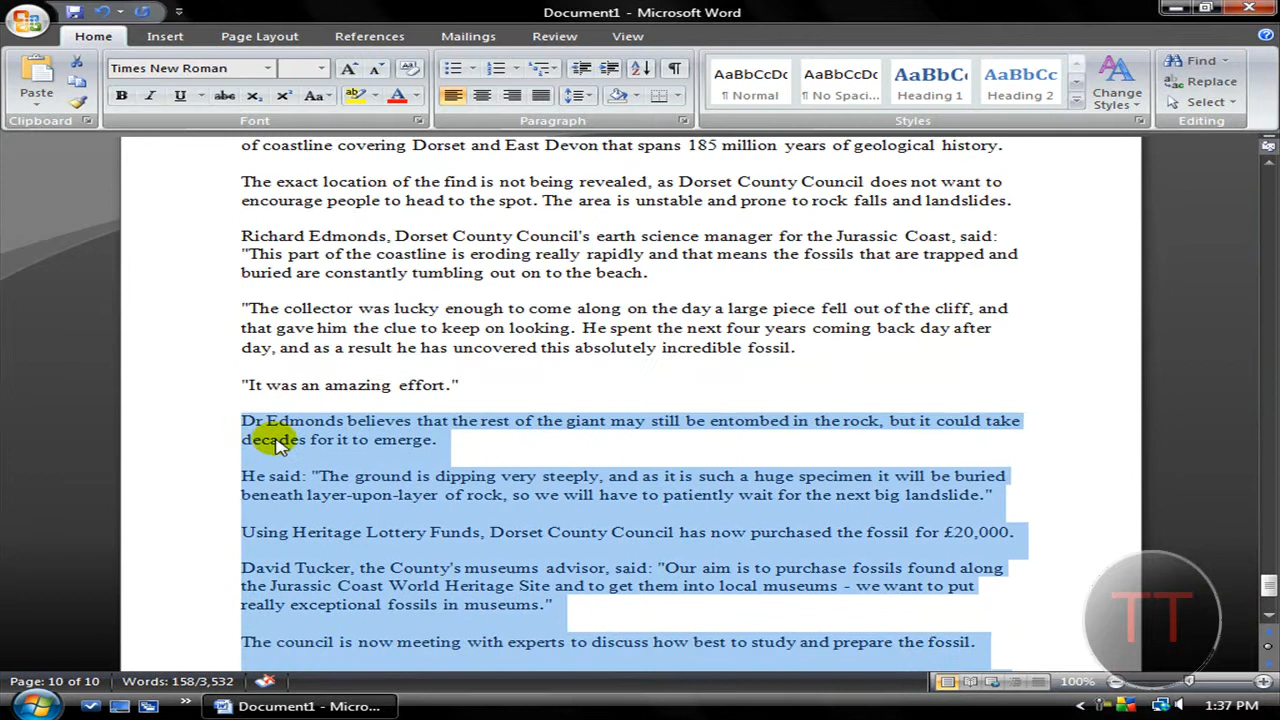 Document1 - Microsoft Word
Home Insert Page Layout References Mailings Review View
Paste
Clipboard
Times New Roman
B I U abc X₂ X² Aa
Font
Paragraph
AaBbCcDc AaBbCcDc AaBbCc AaBbCc
¶ Normal ¶ No Spaci... Heading 1 Heading 2
Change Styles
Styles
Find
Replace
Select
Editing
of coastline covering Dorset and East Devon that spans 185 million years of geological history.
The exact location of the find is not being revealed, as Dorset County Council does not want to
encourage people to head to the spot. The area is unstable and prone to rock falls and landslides.
Richard Edmonds, Dorset County Council's earth science manager for the Jurassic Coast, said:
"This part of the coastline is eroding really rapidly and that means the fossils that are trapped and
buried are constantly tumbling out on to the beach.
"The collector was lucky enough to come along on the day a large piece fell out of the cliff, and
that gave him the clue to keep on looking. He spent the next four years coming back day after
day, and as a result he has uncovered this absolutely incredible fossil.
"It was an amazing effort."
Dr Edmonds believes that the rest of the giant may still be entombed in the rock, but it could take
decades for it to emerge.
He said: "The ground is dipping very steeply, and as it is such a huge specimen it will be buried
beneath layer-upon-layer of rock, so we will have to patiently wait for the next big landslide."
Using Heritage Lottery Funds, Dorset County Council has now purchased the fossil for £20,000.
David Tucker, the County's museums advisor, said: "Our aim is to purchase fossils found along
the Jurassic Coast World Heritage Site and to get them into local museums - we want to put
really exceptional fossils in museums."
The council is now meeting with experts to discuss how best to study and prepare the fossil.
TT
Page: 10 of 10 Words: 158/3,532 100%
Document1 - Micro... 1:37 PM